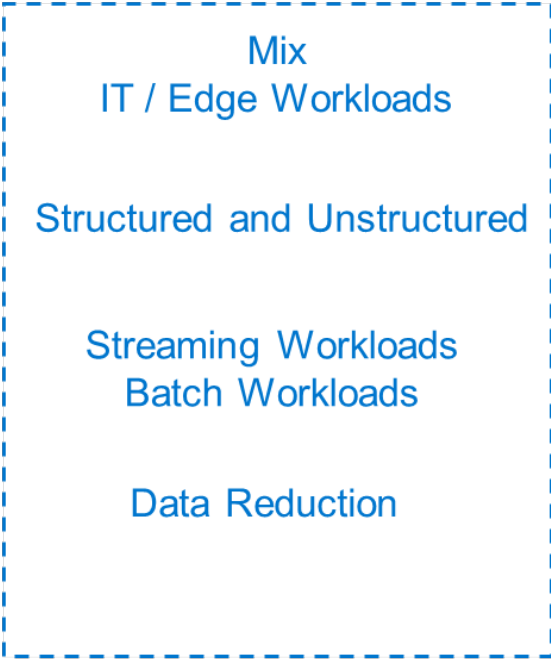 Mix
IT / Edge Workloads
Structured and Unstructured
Streaming Workloads
Batch Workloads
Data Reduction